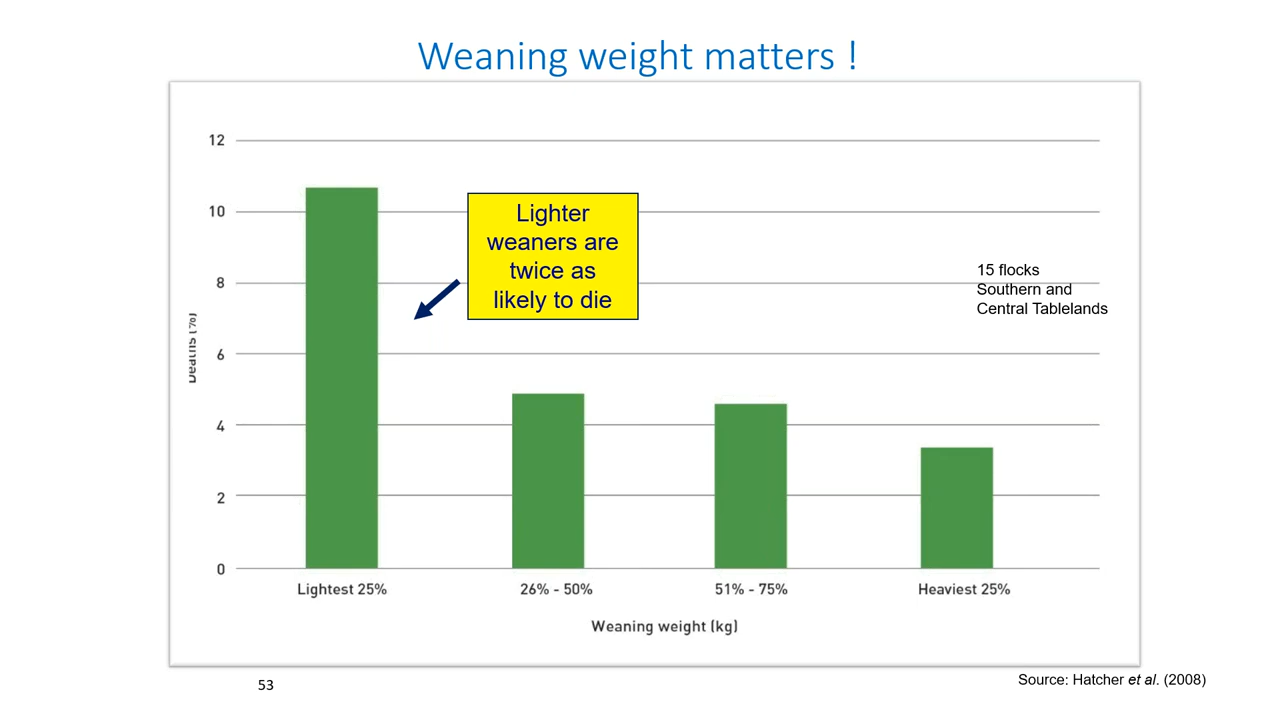 Weaning weight matters !
12
10
8
6
4
2
0
Deaths (%)
Lighter
weaners are
twice as
likely to die
15 flocks
Southern and
Central Tablelands
Lightest 25%
26% - 50%
51% - 75%
Heaviest 25%
Weaning weight (kg)
53
Source: Hatcher et al. (2008)